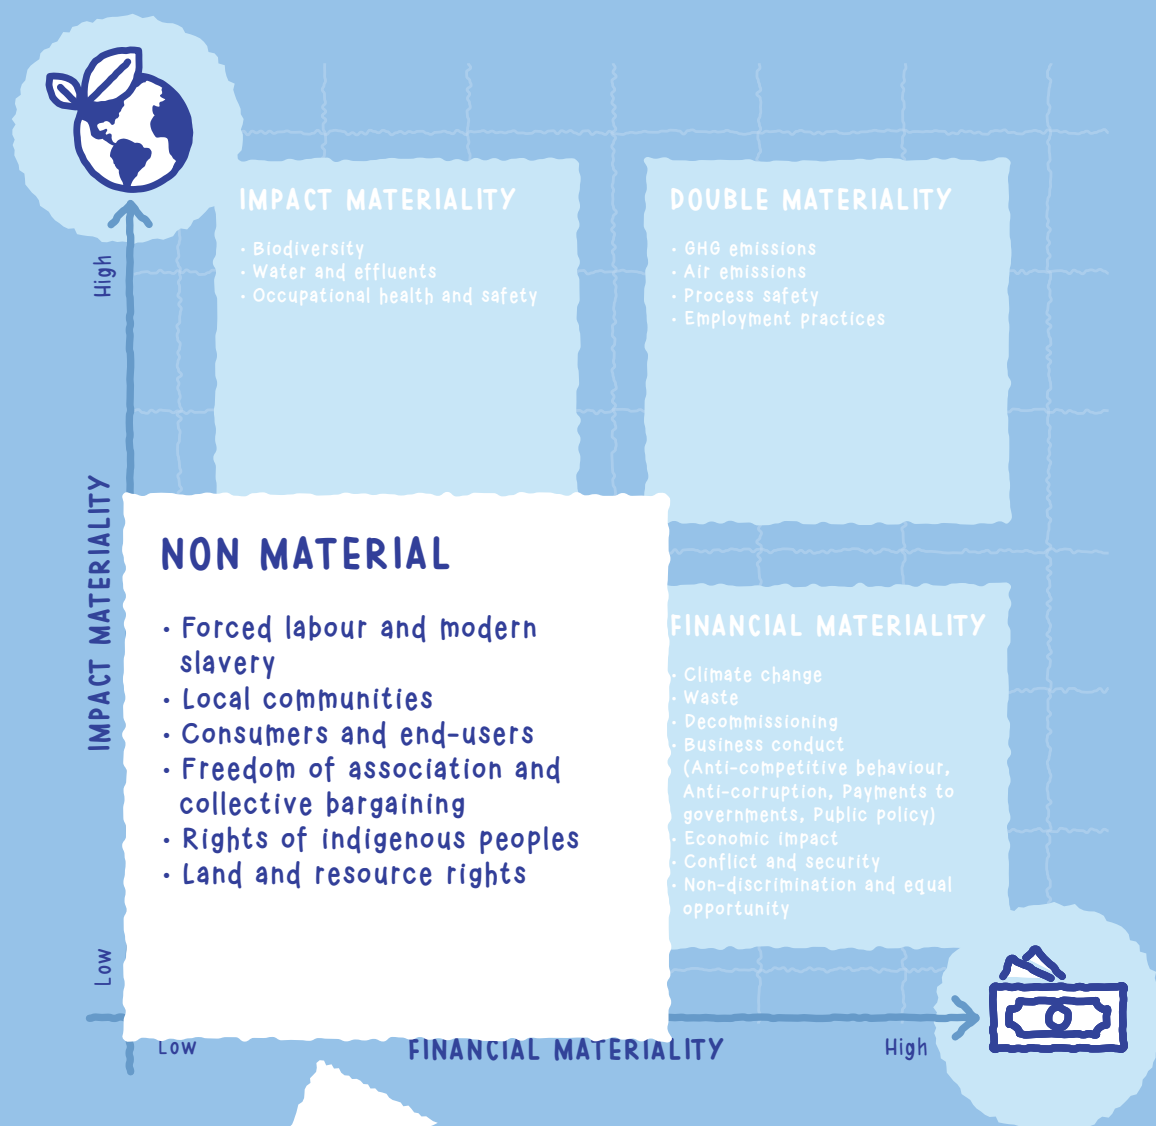 High
IMPACT MATERIALITY
Low
IMPACT MATERIALITY
• Biodiversity
• Water and effluents
• Occupational health and safety
DOUBLE MATERIALITY
• GHG emissions
• Air emissions
• Process safety
• Employment practices
NON MATERIAL
• Forced labour and modern
slavery
• Local communities
• Consumers and end-users
• Freedom of association and
collective bargaining
• Rights of indigenous peoples
• Land and resource rights
FINANCIAL MATERIALITY
• Climate change
• Waste
• Decommissioning
• Business conduct
(Anti-competitive behaviour,
Anti-corruption, Payments to
governments, Public policy)
• Economic impact
• Conflict and security
• Non-discrimination and equal
opportunity
Low
FINANCIAL MATERIALITY
High